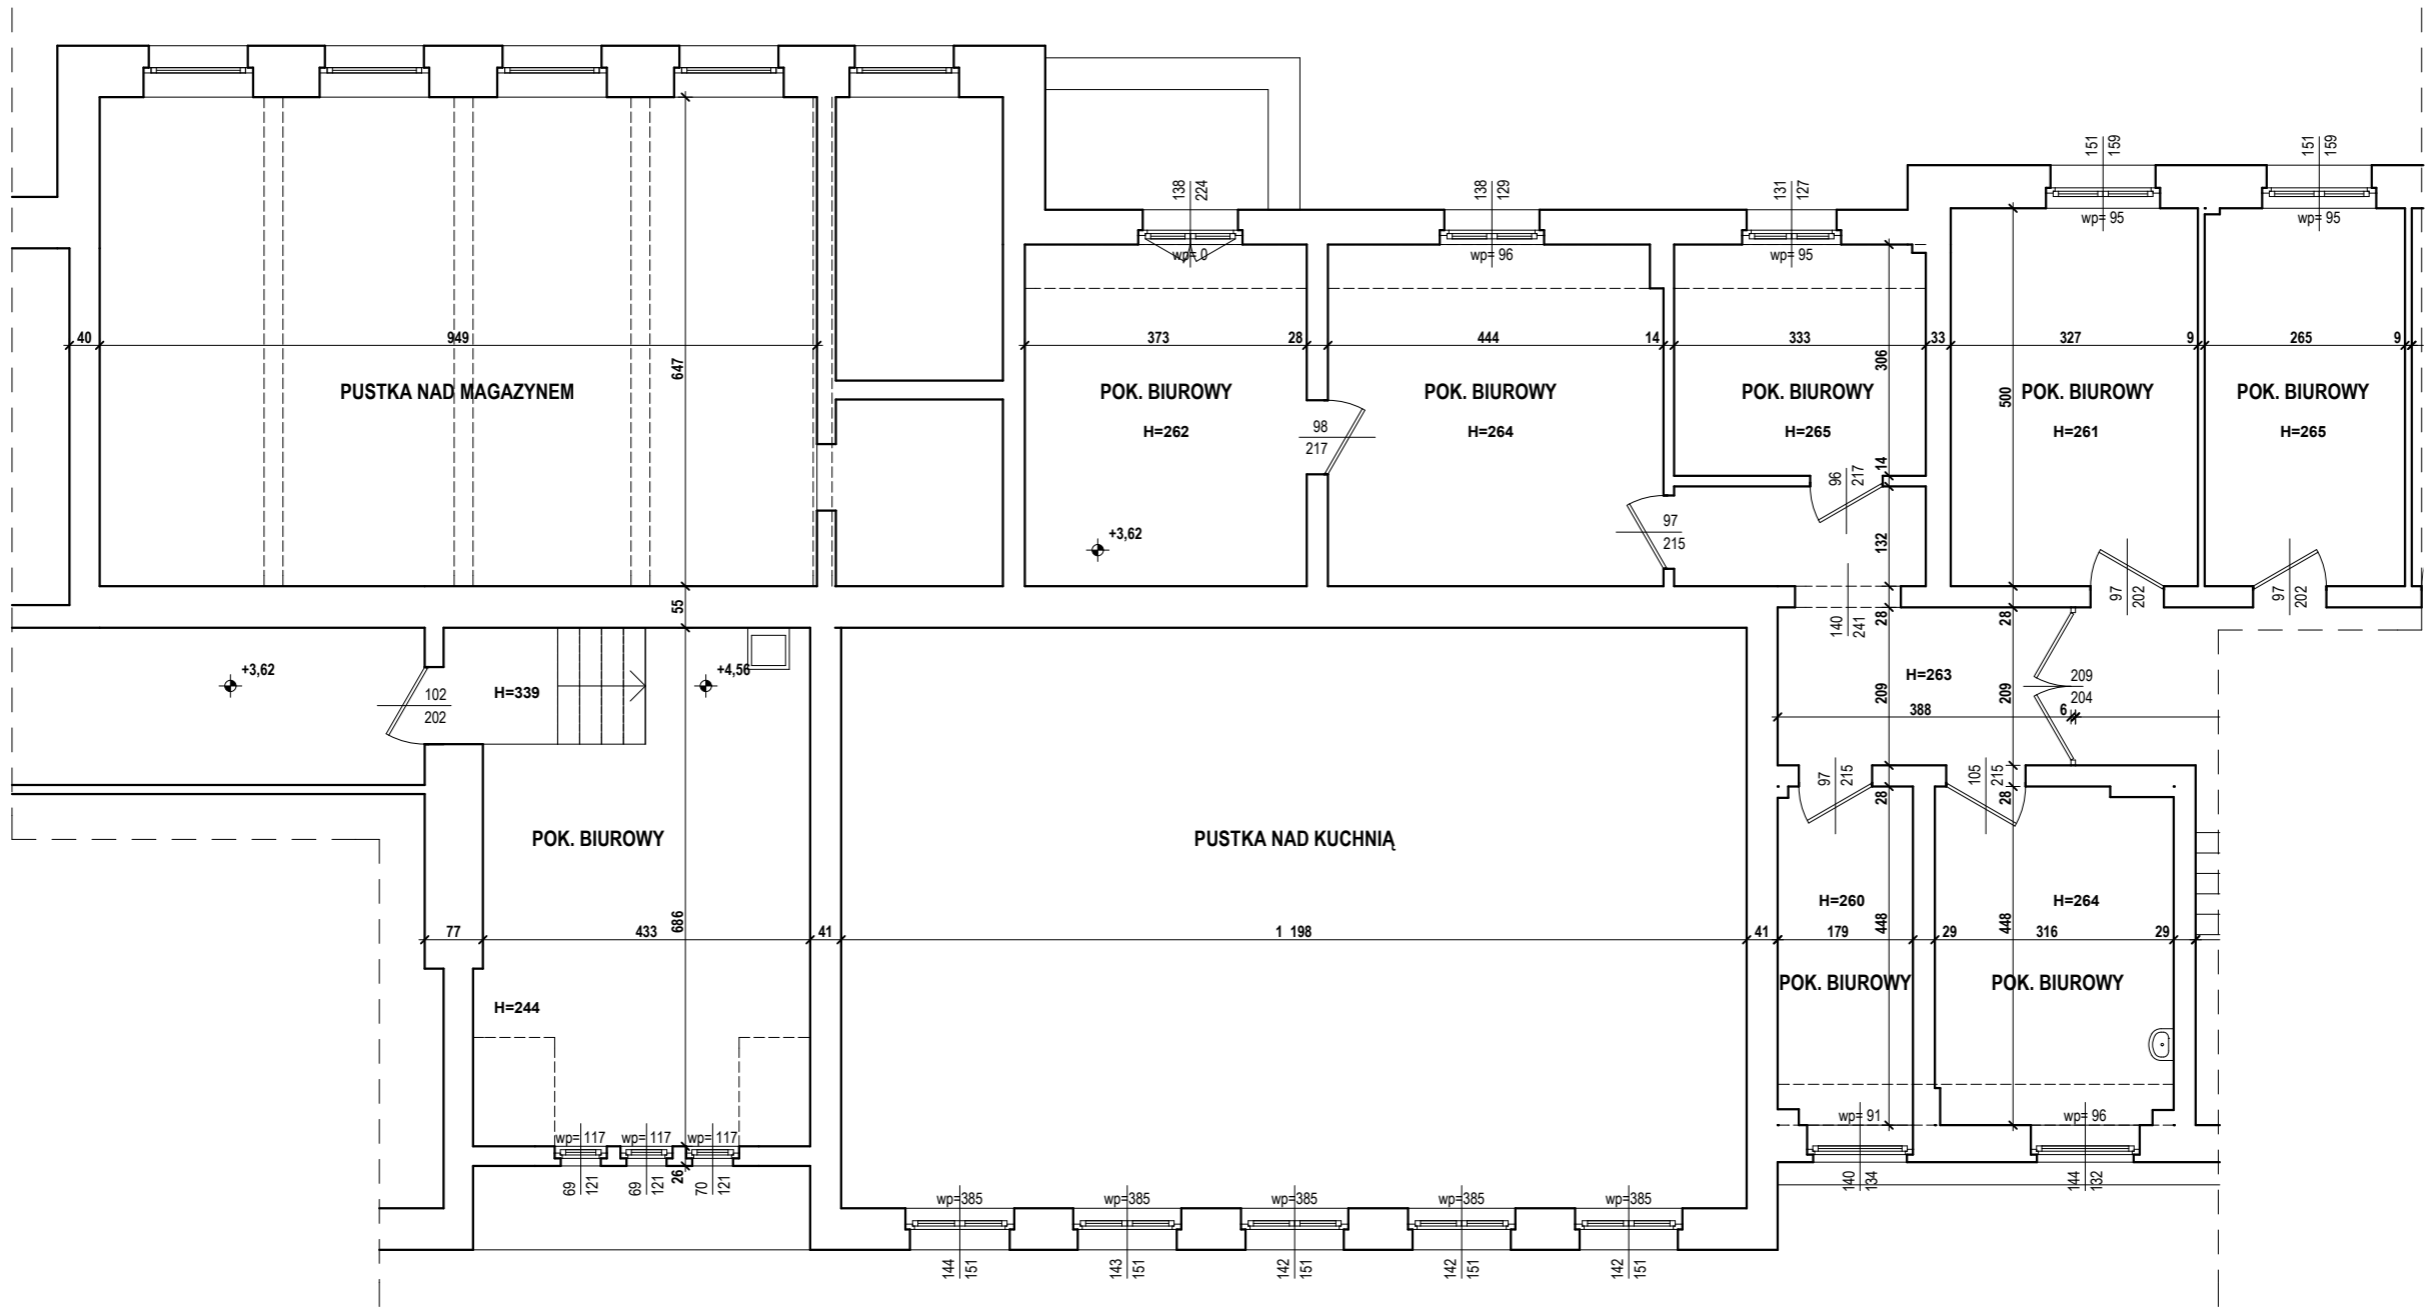 151
159
151
159
138
224
138
129
131
127
wp= 0
wp= 96
wp= 95
wp= 95
wp= 95
40
949
647
373
28
444
14
333
306
33
327
9
265
9
500
PUSTKA NAD MAGAZYNEM
POK. BIUROWY
POK. BIUROWY
POK. BIUROWY
POK. BIUROWY
POK. BIUROWY
H=262
H=264
H=265
H=261
H=265
98
217
14
96
217
+3,62
97
215
132
97
202
97
202
55
140
241
28
28
+3,62
+4,56
102
202
H=339
H=263
209
209
209
204
388
6
97
215
105
215
28
28
POK. BIUROWY
PUSTKA NAD KUCHNIĄ
H=260
H=264
77
433
686
41
1 198
41
179
448
29
448
316
29
POK. BIUROWY
POK. BIUROWY
H=244
wp= 117
wp= 117
wp= 117
wp= 91
wp= 96
69
121
69
121
26
70
121
140
134
144
132
wp=385
wp=385
wp=385
wp=385
wp=385
144
151
143
151
142
151
142
151
142
151